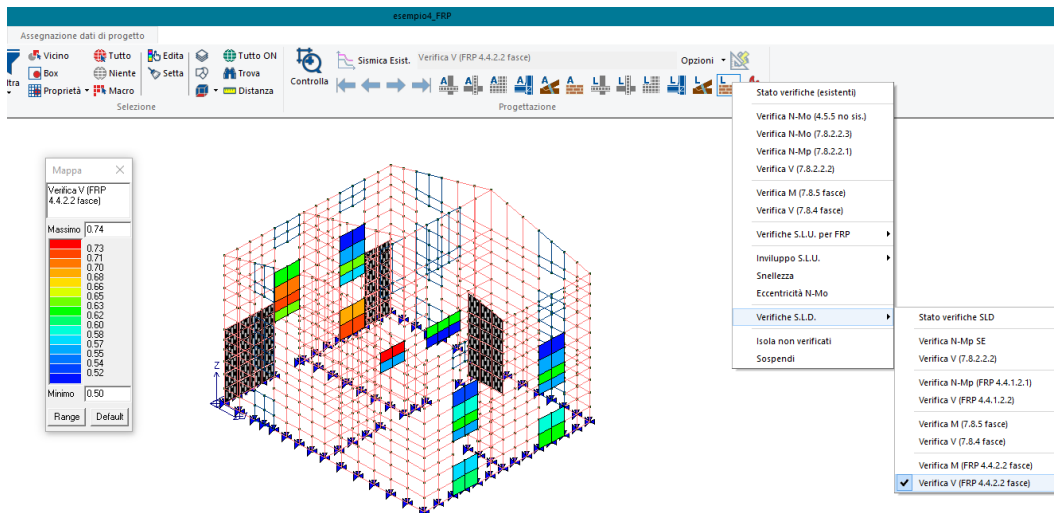 esempio4_FRP
Assegnazione dati di progetto
Vicino
Tutto
Edita
Tutto ON
Box
Niente
Setta
Trova
Proprietà
Macro
Distanza
Selezione
Controlla
Sismica Esist.
Verifica V (FRP 4.4.2.2 fasce)
Opzioni
Progettazione
Stato verifiche (esistenti)
Verifica N-Mo (4.5.5 no sis.)
Verifica N-Mo (7.8.2.2.3)
Verifica N-Mp (7.8.2.2.1)
Verifica V (7.8.2.2.2)
Verifica M (7.8.5 fasce)
Verifica V (7.8.4 fasce)
Verifiche S.L.U. per FRP
Inviluppo S.L.U.
Snellezza
Eccentricità N-Mo
Verifiche S.L.D.
Isola non verificati
Sospendi
Stato verifiche SLD
Verifica N-Mp SE
Verifica V (7.8.2.2.2)
Verifica N-Mp (FRP 4.4.1.2.1)
Verifica V (FRP 4.4.1.2.2)
Verifica M (7.8.5 fasce)
Verifica V (7.8.4 fasce)
Verifica M (FRP 4.4.2.2 fasce)
Verifica V (FRP 4.4.2.2 fasce)
Mappa
Verifica V (FRP
4.4.2.2 fasce)
Massimo 0.74
0.73
0.71
0.70
0.68
0.66
0.65
0.63
0.62
0.60
0.58
0.57
0.55
0.54
0.52
Minimo 0.50
Range
Default
Z